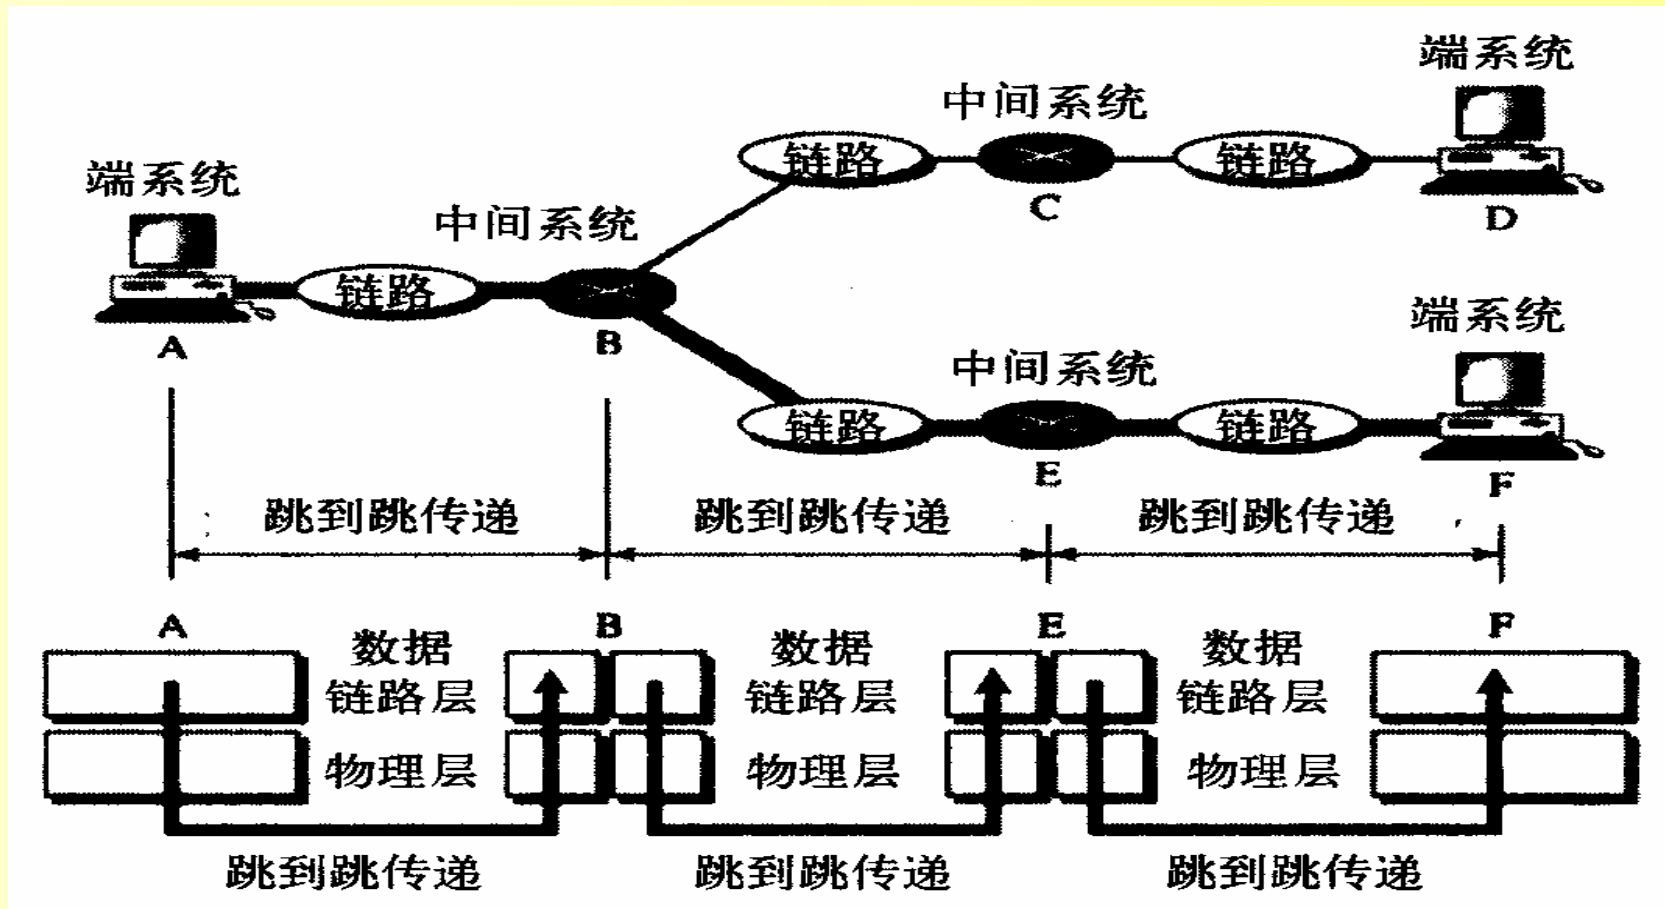 端系统
中间系统
链路
链路
C
D
端系统
中间系统
链路
A
B
端系统
中间系统
链路
链路
E
F
跳到跳传递
跳到跳传递
跳到跳传递
A
B
E
F
数据
链路层
数据
链路层
数据
链路层
物理层
物理层
物理层
跳到跳传递
跳到跳传递
跳到跳传递